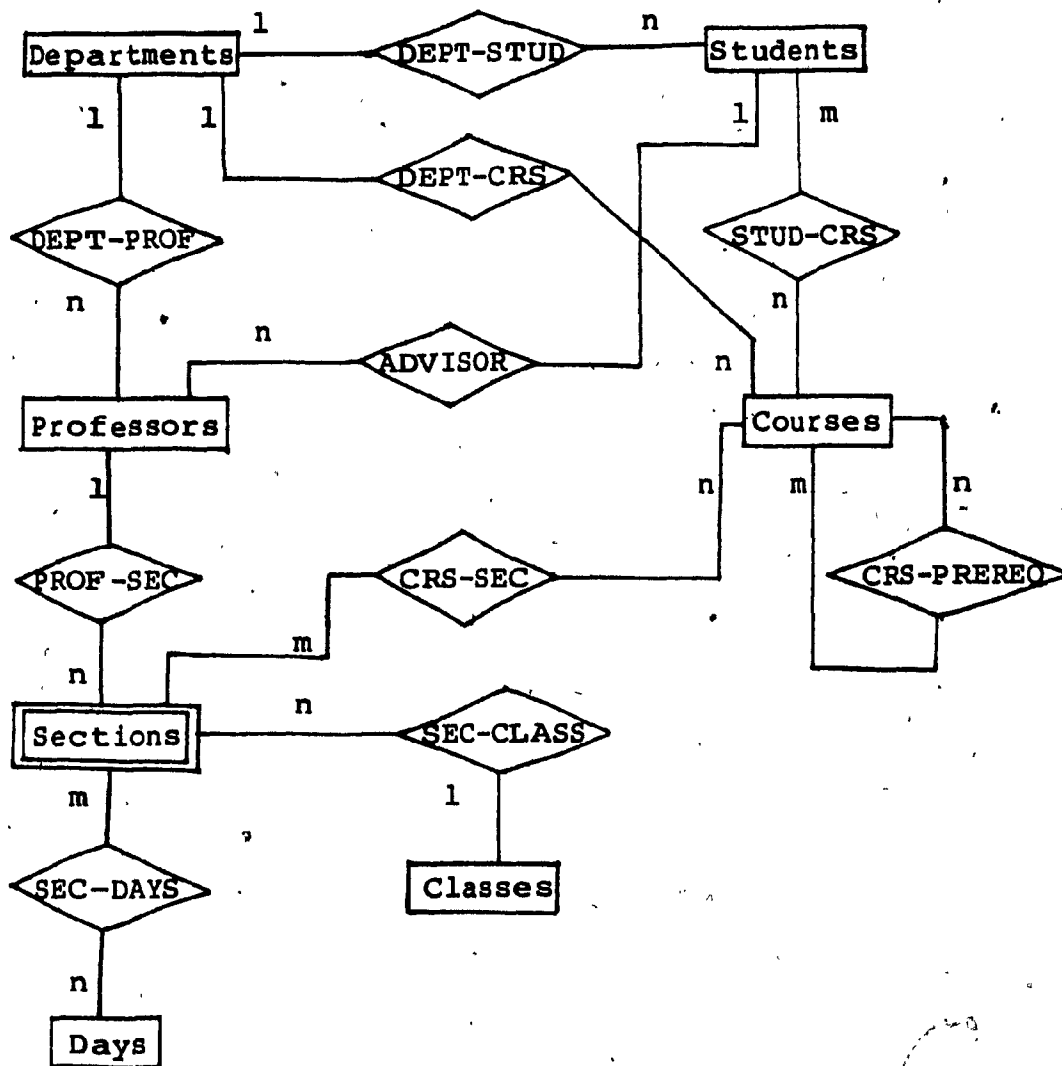 1
n
Departments
DEPT-STUD
Students
1
1
1
m
DEPT-CRS
DEPT-PROF
STUD-CRS
n
n
n
ADVISOR
n
Professors
Courses
1
n
m
n
PROF-SEC
CRS-SEC
CRS-PREREQ
m
n
n
Sections
SEC-CLASS
m
1
SEC-DAYS
Classes
n
Days